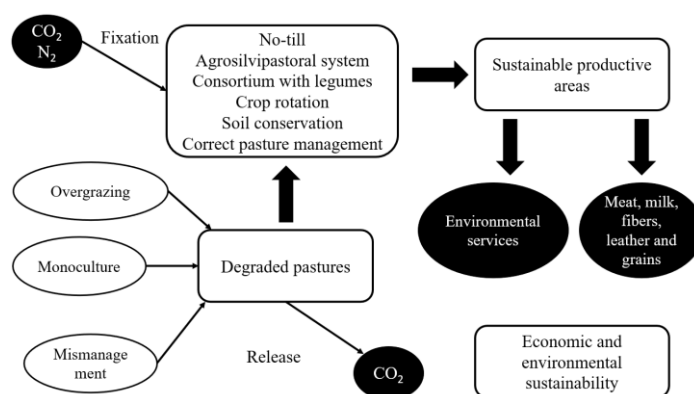 CO₂
N₂
Fixation
No-till
Agrosilvipastoral system
Consortium with legumes
Crop rotation
Soil conservation
Correct pasture management
Sustainable productive
areas
Overgrazing
Monoculture
Mismanage
ment
Degraded pastures
Release
CO₂
Environmental
services
Meat, milk,
fibers,
leather and
grains
Economic and
environmental
sustainability